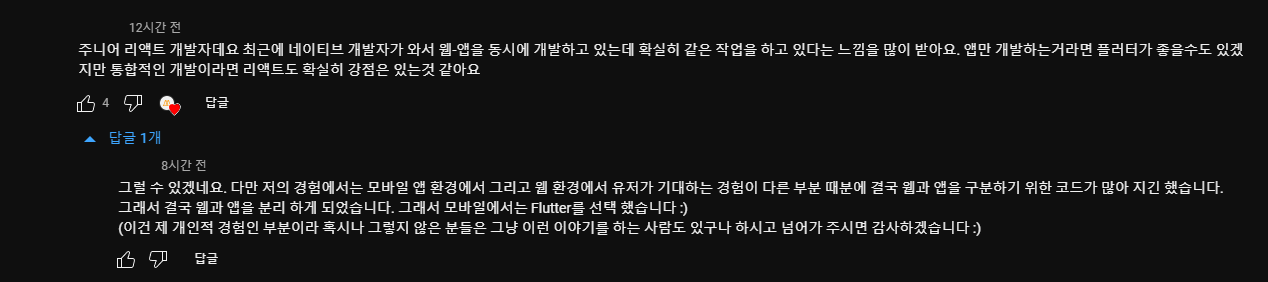 12시간 전
주니어 리액트 개발자데요 최근에 네이티브 개발자가 와서 웹-앱을 동시에 개발하고 있는데 확실히 같은 작업을 하고 있다는 느낌을 많이 받아요. 앱만 개발하는거라면 플러터가 좋을수도 있겠
지만 통합적인 개발이라면 리액트도 확실히 강점은 있는것 같아요
4 답글
답글 1개
8시간 전
그럴 수 있겠네요. 다만 저의 경험에서는 모바일 앱 환경에서 그리고 웹 환경에서 유저가 기대하는 경험이 다른 부분 때문에 결국 웹과 앱을 구분하기 위한 코드가 많아 지긴 했습니다.
그래서 결국 웹과 앱을 분리 하게 되었습니다. 그래서 모바일에서는 Flutter를 선택 했습니다 :)
(이건 제 개인적 경험인 부분이라 혹시나 그렇지 않은 분들은 그냥 이런 이야기를 하는 사람도 있구나 하시고 넘어가 주시면 감사하겠습니다 :)
답글